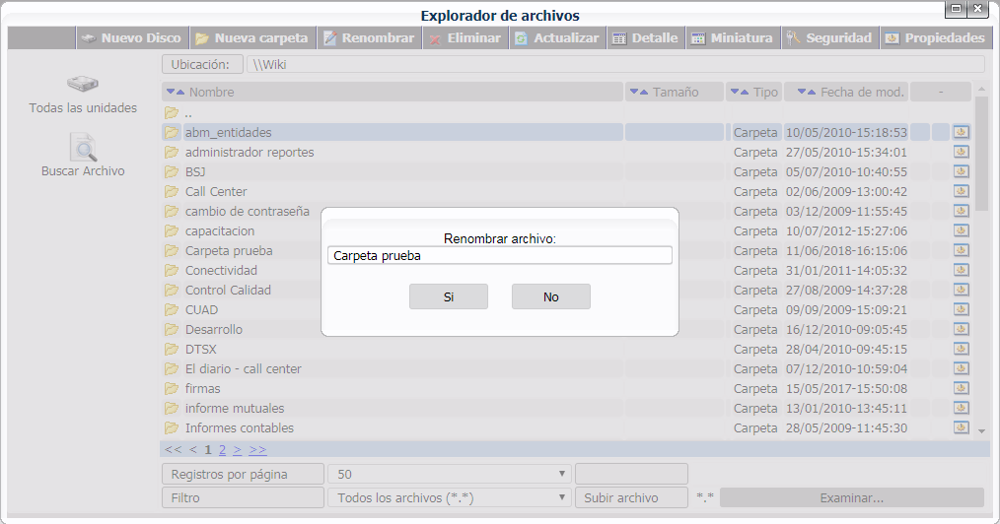 Explorador de archivos
Nuevo Disco Nueva carpeta Renombrar Eliminar Actualizar Detalle Miniatura Seguridad Propiedades
Ubicación: \\Wiki
Todas las unidades
Buscar Archivo
Nombre Tamaño Tipo Fecha de mod. -
..
abm_entidades Carpeta 10/05/2010-15:18:53
administrador reportes Carpeta 27/05/2010-15:34:01
BSJ Carpeta 05/07/2010-10:40:55
Call Center Carpeta 02/06/2009-13:00:42
cambio de contraseña Carpeta 03/12/2009-11:55:45
capacitacion Carpeta 10/07/2012-15:27:06
Carpeta prueba Carpeta 11/06/2018-16:15:06
Conectividad Carpeta 31/01/2011-14:05:32
Control Calidad Carpeta 27/08/2009-14:37:28
CUAD Carpeta 09/09/2009-15:09:21
Desarrollo Carpeta 16/12/2010-09:05:45
DTSX Carpeta 28/04/2010-09:45:15
El diario - call center Carpeta 07/12/2010-10:59:04
firmas Carpeta 15/05/2017-15:50:08
informe mutuales Carpeta 13/01/2010-13:45:11
Informes contables Carpeta 28/05/2009-11:45:30
Renombrar archivo:
Carpeta prueba
Si No
<< < 1 2 > >>
Registros por página 50
Filtro Todos los archivos (*.*) Subir archivo *.* Examinar...